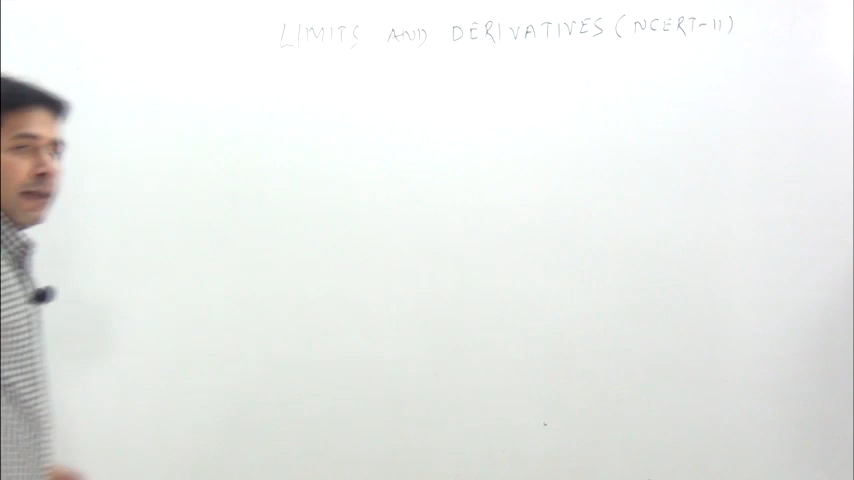 LIMITS AND DERIVATIVES (NCERT-11)